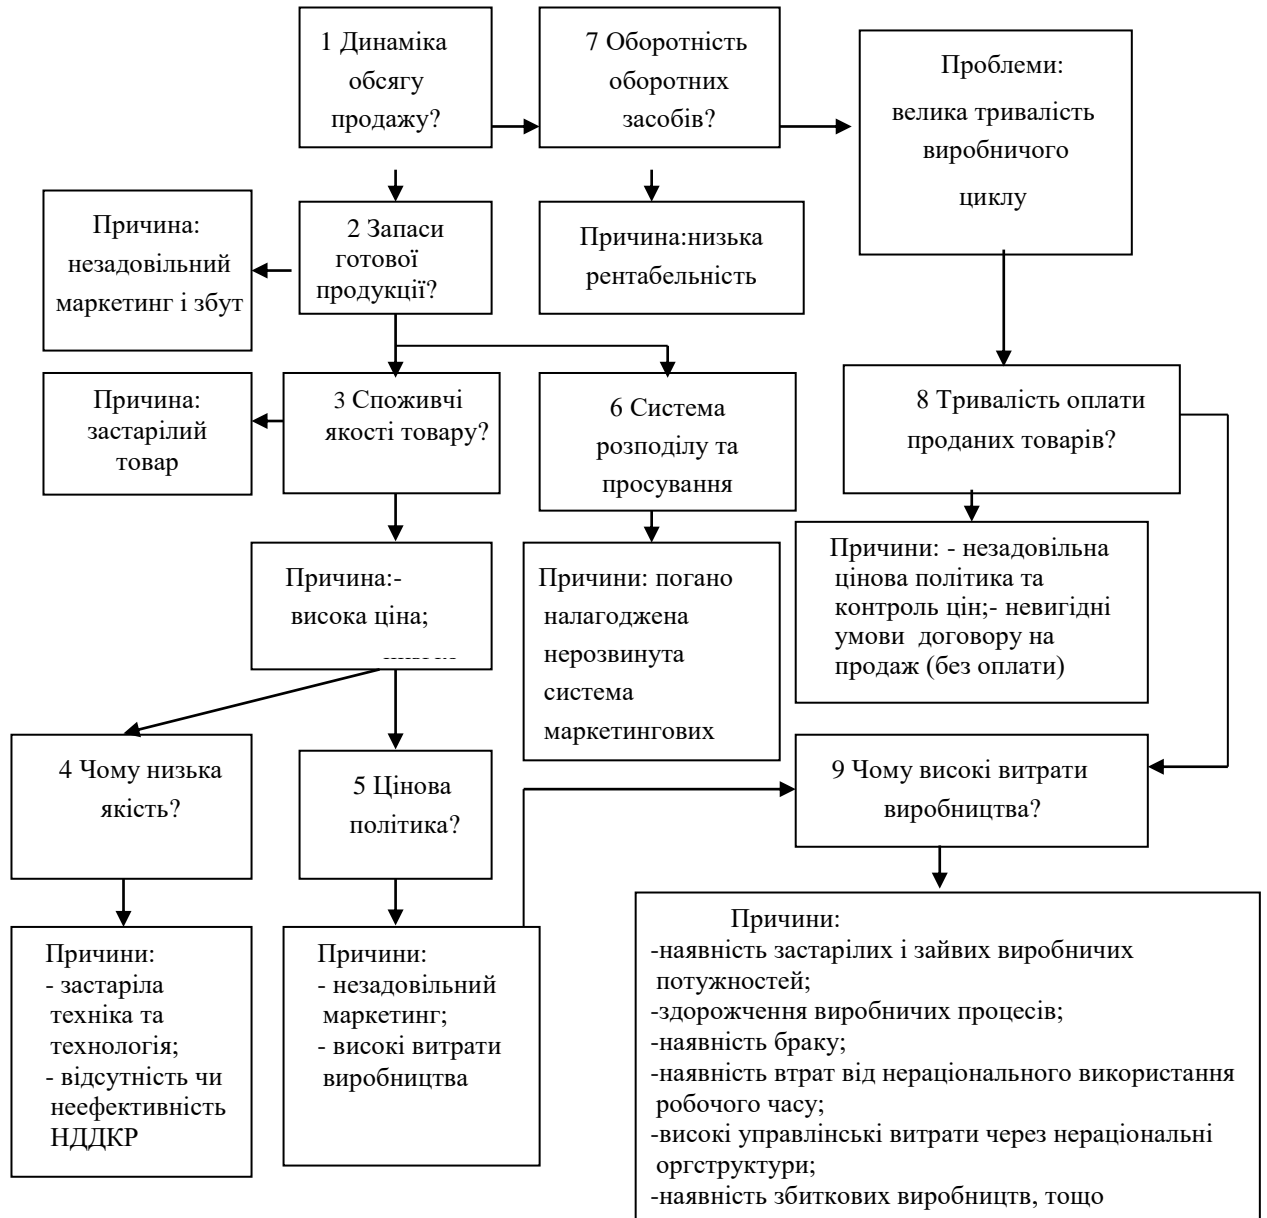 1 Динаміка
обсягу
продажу?
7 Оборотність
оборотних
засобів?
Проблеми:
велика тривалість
виробничого
циклу
Причина:
незадовільний
маркетинг і збут
2 Запаси
готової
продукції?
Причина:низька
рентабельність
Причина:
застарілий
товар
3 Споживчі
якості товару?
6 Система
розподілу та
просування
8 Тривалість оплати
проданих товарів?
Причина:-
висока ціна;
Причини: погано
налагоджена
нерозвинута
система
маркетингових
Причини: - незадовільна
цінова політика та
контроль цін;- невигідні
умови договору на
продаж (без оплати)
4 Чому низька
якість?
5 Цінова
політика?
9 Чому високі витрати
виробництва?
Причини:
- застаріла
техніка та
технологія;
- відсутність чи
неефективність
НДДКР
Причини:
- незадовільний
маркетинг;
- високі витрати
виробництва
Причини:
-наявність застарілих і зайвих виробничих
потужностей;
-здорожчення виробничих процесів;
-наявність браку;
-наявність втрат від нераціонального використання
робочого часу;
-високі управлінські витрати через нераціональні
оргструктури;
-наявність збиткових виробництв, тощо